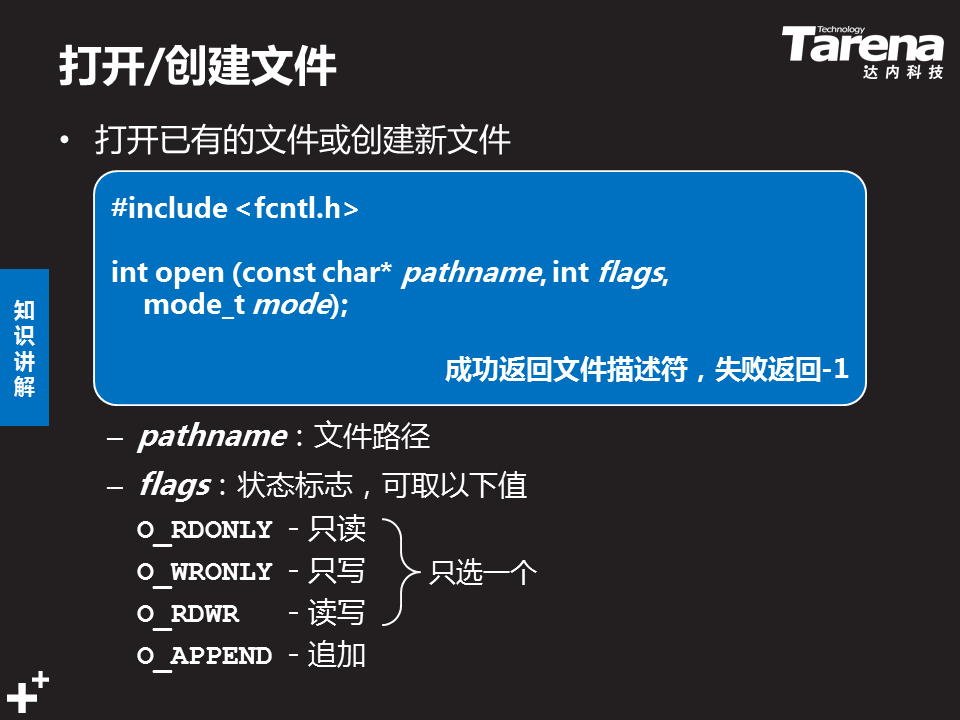 打开/创建文件
Technology
Tarena
达内科技
• 打开已有的文件或创建新文件
#include <fcntl.h>
int open (const char* pathname, int flags,
mode_t mode);
成功返回文件描述符，失败返回-1
知识讲解
– pathname：文件路径
– flags：状态标志，可取以下值
O_RDONLY - 只读
O_WRONLY - 只写
O_RDWR - 读写
只选一个
O_APPEND - 追加